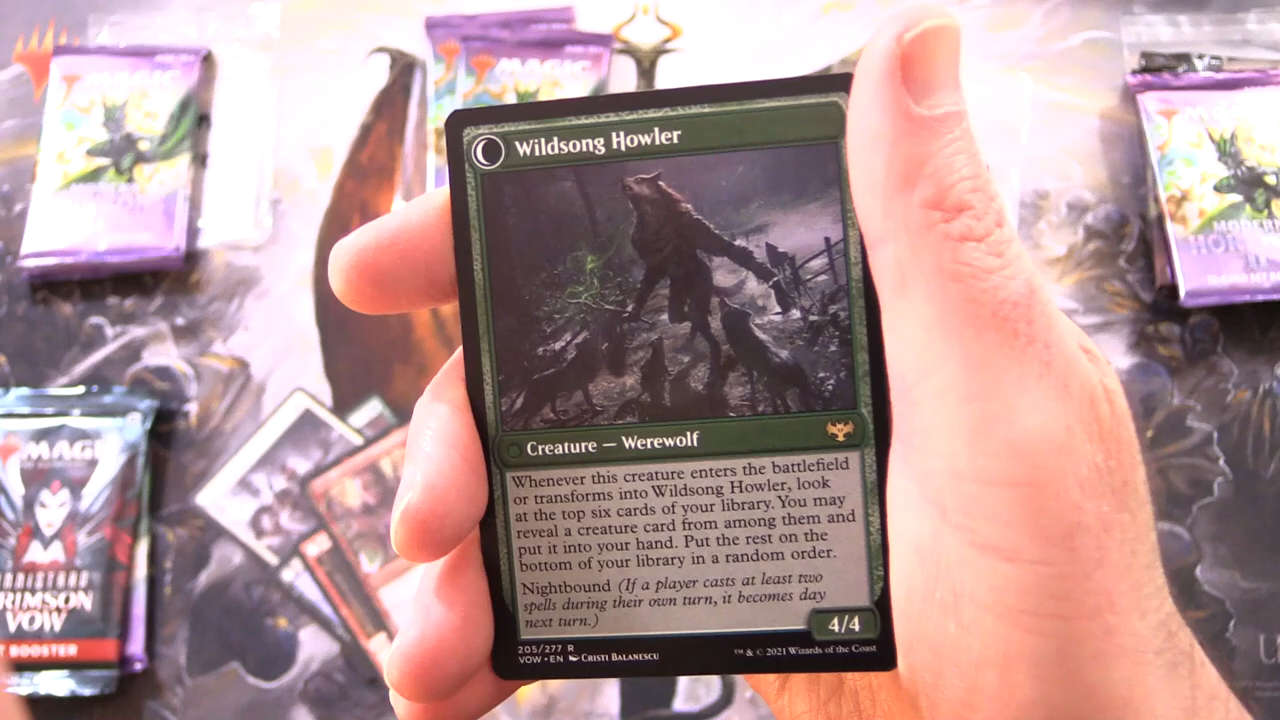 MAGIC
MAGIC
MODERN
Wildsong Howler
Creature — Werewolf
Whenever this creature enters the battlefield
or transforms into Wildsong Howler, look
at the top six cards of your library. You may
reveal a creature card from among them and
put it into your hand. Put the rest on the
bottom of your library in a random order.
Nightbound (If a player casts at least two
spells during their own turn, it becomes day
next turn.)
4/4
205/277 R
VOW • EN CRISTI BALANESCU
™ & © 2021 Wizards of the Coast
MAGI
RIMSON
VOW
T BOOSTER